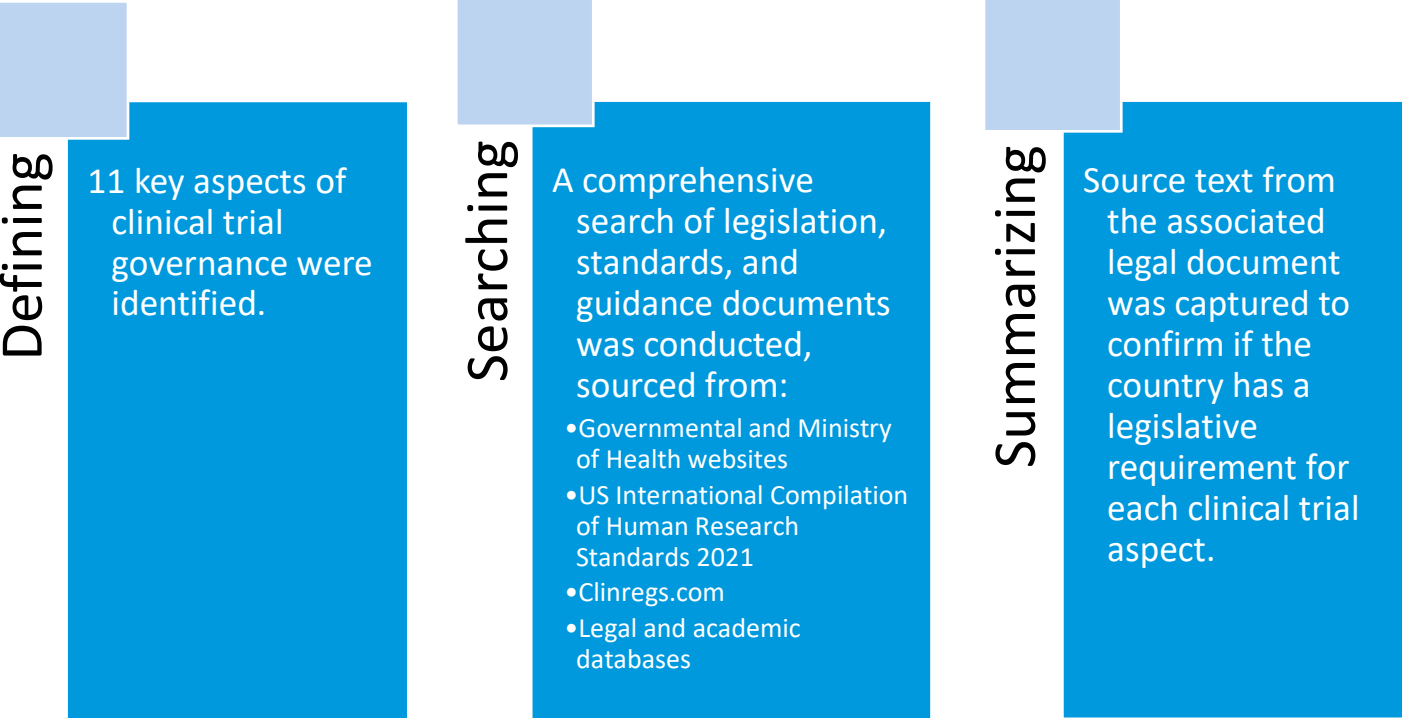 Defining
11 key aspects of
clinical trial
governance were
identified.
Searching
A comprehensive
search of legislation,
standards, and
guidance documents
was conducted,
sourced from:
•Governmental and Ministry
of Health websites
•US International Compilation
of Human Research
Standards 2021
•Clinregs.com
•Legal and academic
databases
Summarizing
Source text from
the associated
legal document
was captured to
confirm if the
country has a
legislative
requirement for
each clinical trial
aspect.